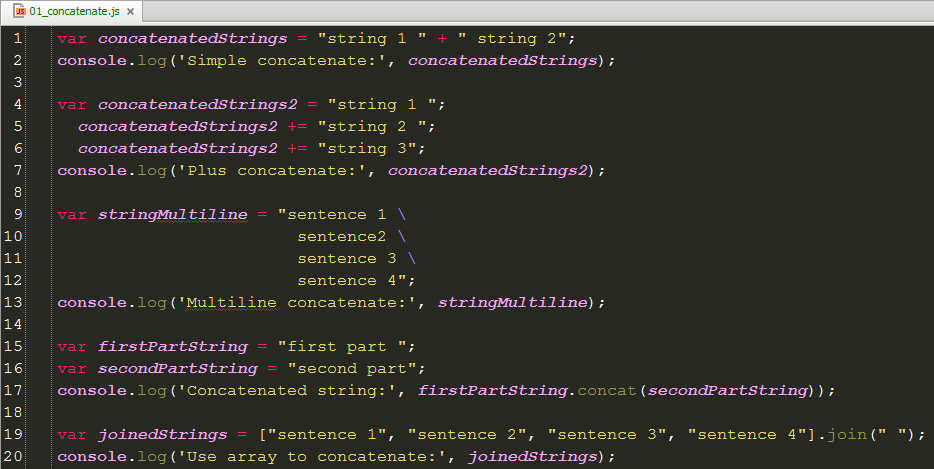 01_concatenate.js ×
1 var concatenatedStrings = "string 1 " + " string 2";
2 console.log('Simple concatenate:', concatenatedStrings);
3
4 var concatenatedStrings2 = "string 1 ";
5   concatenatedStrings2 += "string 2 ";
6   concatenatedStrings2 += "string 3";
7 console.log('Plus concatenate:', concatenatedStrings2);
8
9 var stringMultiline = "sentence 1 \
10                         sentence2 \
11                         sentence 3 \
12                         sentence 4";
13 console.log('Multiline concatenate:', stringMultiline);
14
15 var firstPartString = "first part ";
16 var secondPartString = "second part";
17 console.log('Concatenated string:', firstPartString.concat(secondPartString));
18
19 var joinedStrings = ["sentence 1", "sentence 2", "sentence 3", "sentence 4"].join(" ");
20 console.log('Use array to concatenate:', joinedStrings);